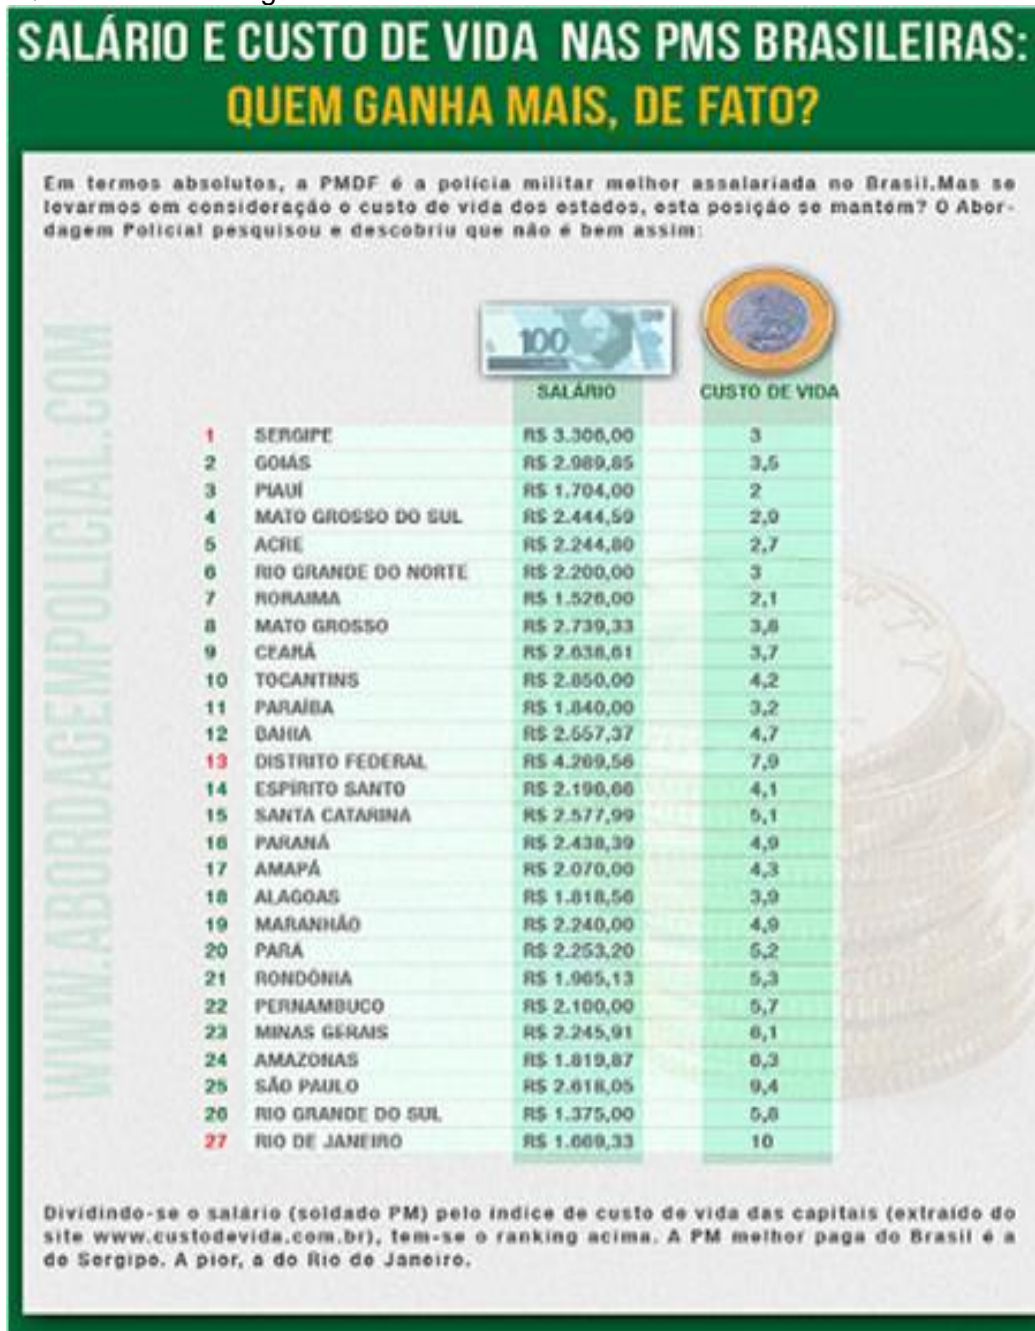 SALÁRIO E CUSTO DE VIDA NAS PMS BRASILEIRAS:
QUEM GANHA MAIS, DE FATO?
Em termos absolutos, a PMDF é a polícia militar melhor assalariada no Brasil.Mas se
levarmos em consideração o custo de vida dos estados, esta posição se mantém? O Abor-
dagem Policial pesquisou e descobriu que não é bem assim:
WWW.ABORDAGEMPOLICIAL.COM
100
SALÁRIO CUSTO DE VIDA
1 SERGIPE R$ 3.306,00 3
2 GOIÁS R$ 2.989,85 3,5
3 PIAUÍ R$ 1.704,00 2
4 MATO GROSSO DO SUL R$ 2.444,59 2,9
5 ACRE R$ 2.244,80 2,7
6 RIO GRANDE DO NORTE R$ 2.200,00 3
7 RORAIMA R$ 1.526,00 2,1
8 MATO GROSSO R$ 2.739,33 3,8
9 CEARÁ R$ 2.638,61 3,7
10 TOCANTINS R$ 2.850,00 4,2
11 PARAÍBA R$ 1.840,00 3,2
12 BAHIA R$ 2.557,37 4,7
13 DISTRITO FEDERAL R$ 4.269,56 7,9
14 ESPÍRITO SANTO R$ 2.196,66 4,1
15 SANTA CATARINA R$ 2.577,99 5,1
16 PARANÁ R$ 2.438,39 4,9
17 AMAPÁ R$ 2.070,00 4,3
18 ALAGOAS R$ 1.818,56 3,9
19 MARANHÃO R$ 2.240,00 4,9
20 PARÁ R$ 2.253,20 5,2
21 RONDÔNIA R$ 1.965,13 5,3
22 PERNAMBUCO R$ 2.100,00 5,7
23 MINAS GERAIS R$ 2.245,91 6,1
24 AMAZONAS R$ 1.819,87 6,3
25 SÃO PAULO R$ 2.618,05 9,4
26 RIO GRANDE DO SUL R$ 1.375,00 5,8
27 RIO DE JANEIRO R$ 1.669,33 10
Dividindo-se o salário (soldado PM) pelo índice de custo de vida das capitais (extraído do
site www.custodevida.com.br), tem-se o ranking acima. A PM melhor paga do Brasil é a
de Sergipe. A pior, a do Rio de Janeiro.